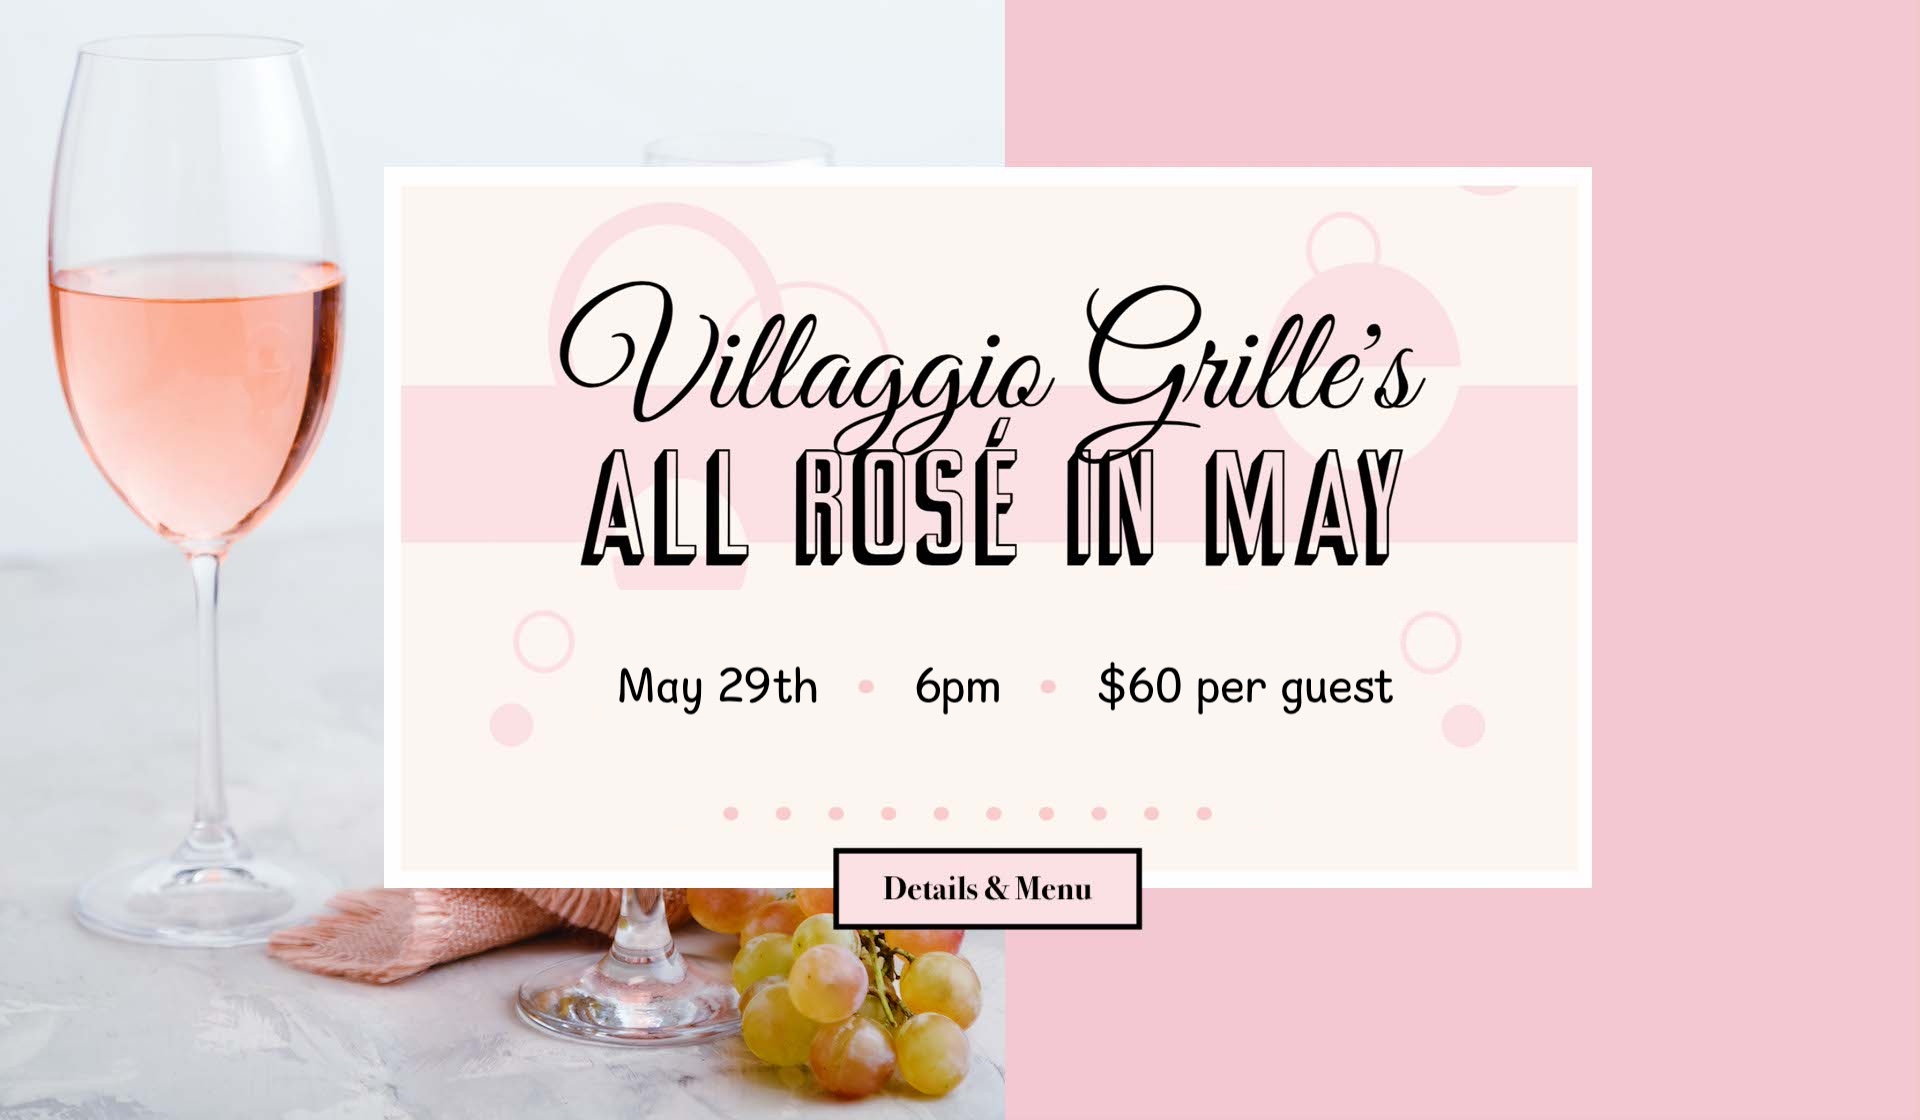 Villaggio Grille's
ALL ROSÉ IN MAY
May 29th • 6pm • $60 per guest
Details & Menu